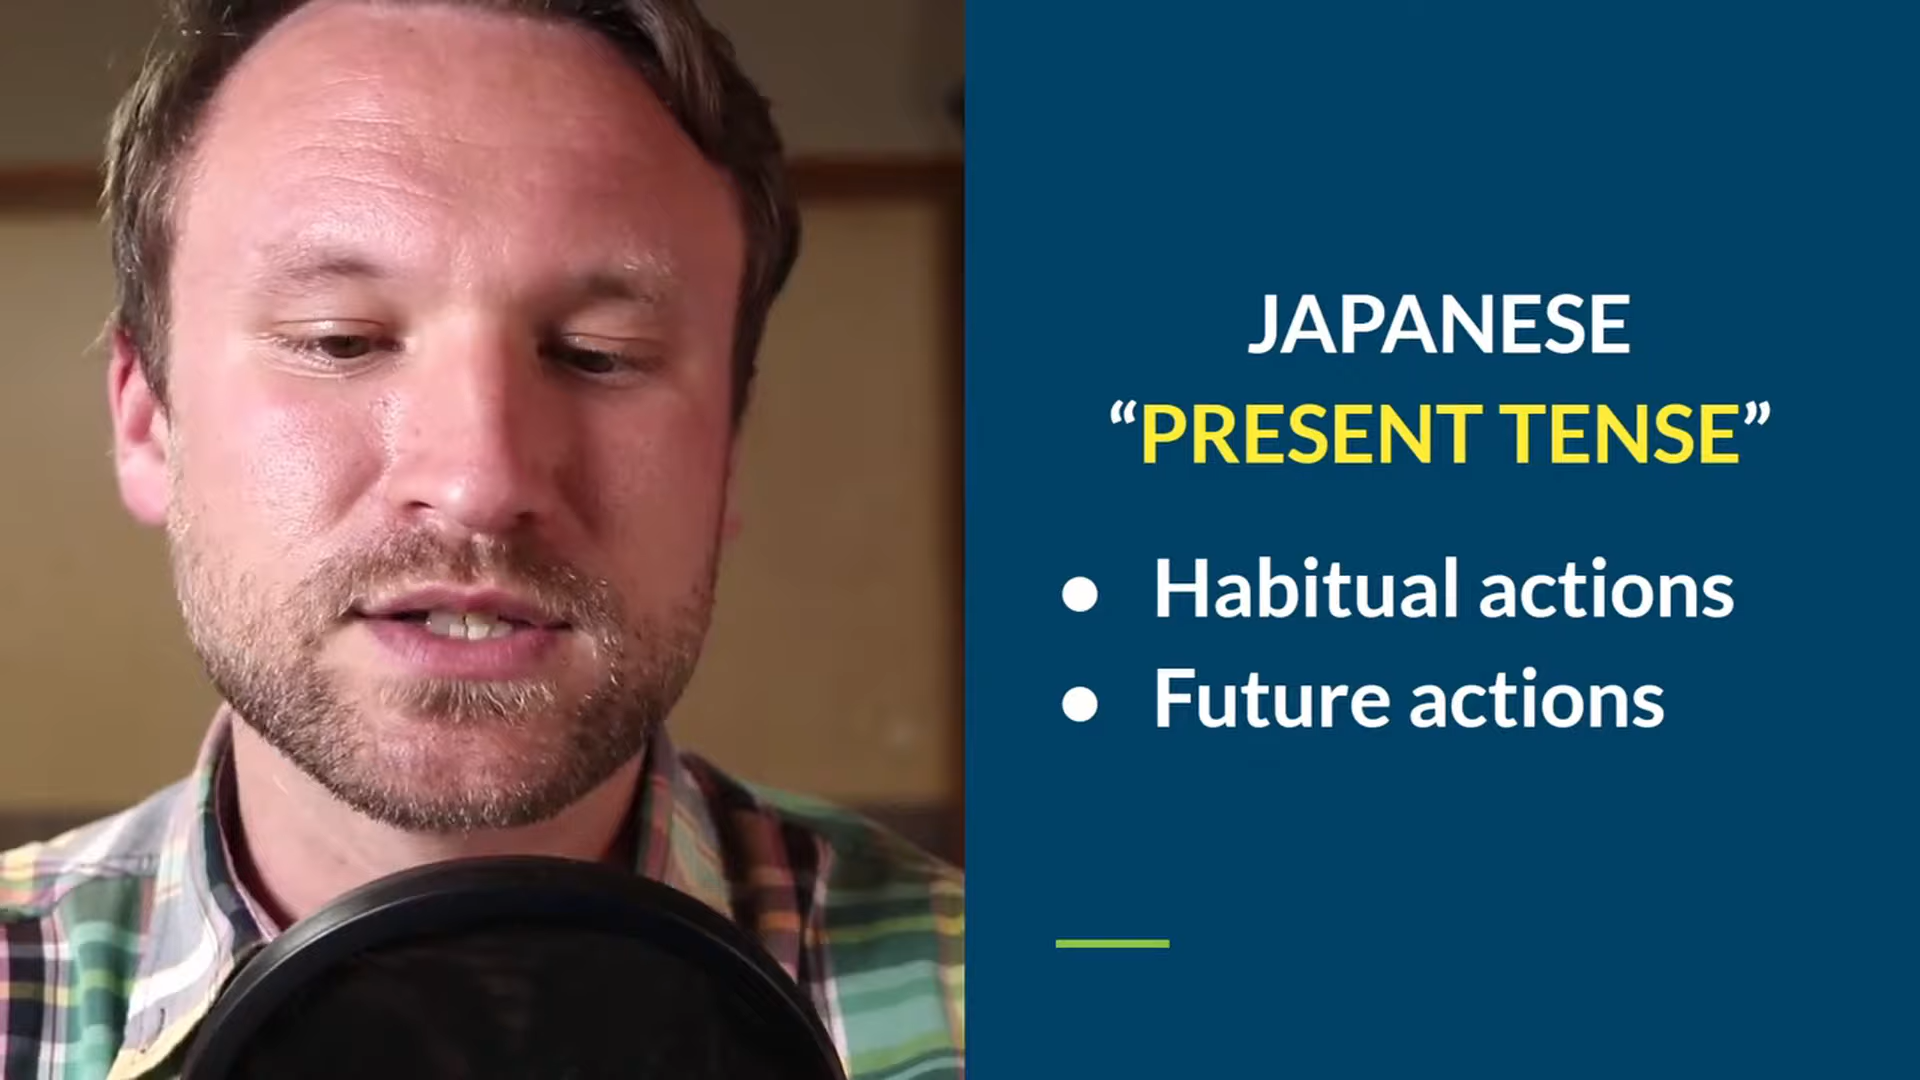 JAPANESE
“PRESENT TENSE”
● Habitual actions
● Future actions